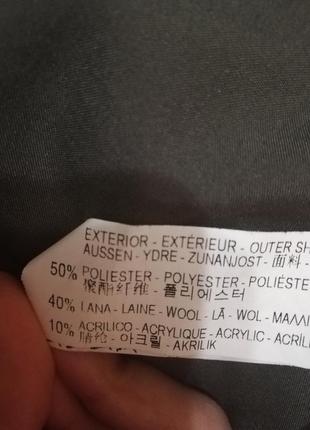 EXTERIOR - EXTÉRIEUR - OUTER SH
AUSSEN - YDRE - ZUNANJOST - 面料 -
50% POLIESTER - POLYESTER - POLIÉST
聚酯纤维 - 폴리에스터
40% LANA - LAINE - WOOL - LÃ - WOL - ΜΑΛΛΙ
10% ACRILICO - ACRYLIQUE - ACRYLIC - ACRÍL
腈纶 - 아크릴 - AKRILIK